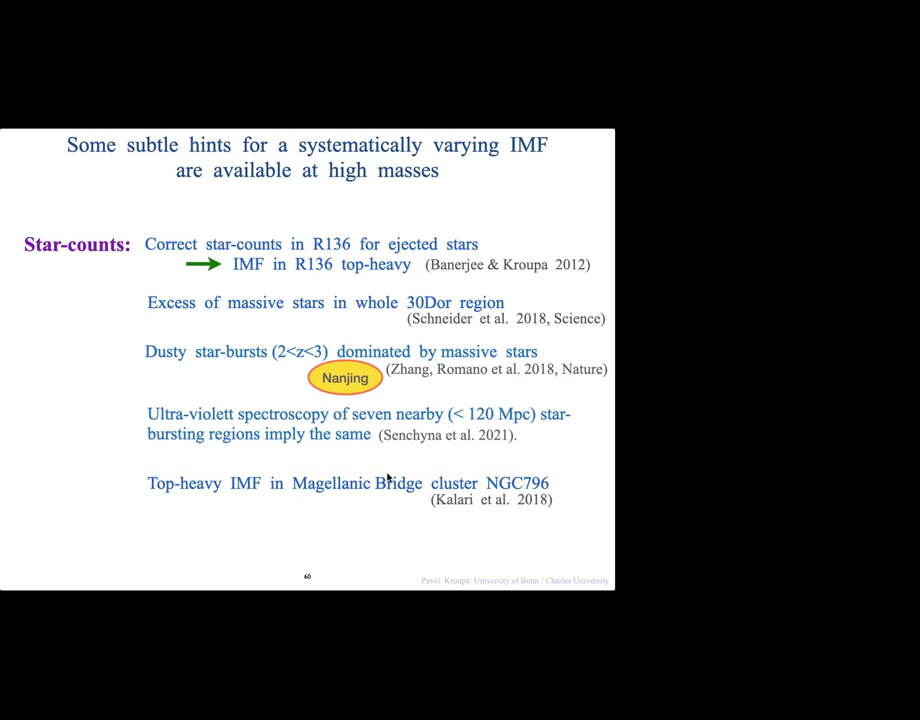 Some subtle hints for a systematically varying IMF
are available at high masses
Star-counts: Correct star-counts in R136 for ejected stars
IMF in R136 top-heavy (Banerjee & Kroupa 2012)
Excess of massive stars in whole 30Dor region
(Schneider et al. 2018, Science)
Dusty star-bursts (2<z<3) dominated by massive stars
(Zhang, Romano et al. 2018, Nature)
Nanjing
Ultra-violett spectroscopy of seven nearby (< 120 Mpc) star-
bursting regions imply the same (Senchyna et al. 2021).
Top-heavy IMF in Magellanic Bridge cluster NGC796
(Kalari et al. 2018)
60
Pavel Kroupa: University of Bonn / Charles University